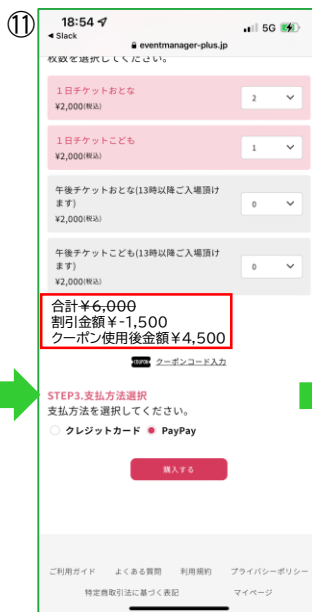 ⑪
18:54
5G
◀ Slack
eventmanager-plus.jp
枚数を選択してください。
1日チケットおとな
¥2,000(税込)
2
1日チケットこども
¥2,000(税込)
1
午後チケットおとな(13時以降ご入場頂け
ます)
¥2,000(税込)
0
午後チケットこども(13時以降ご入場頂け
ます)
¥2,000(税込)
0
合計¥6,000
割引金額¥-1,500
クーポン使用後金額¥4,500
COUPON クーポンコード入力
STEP3.支払方法選択
支払方法を選択してください。
クレジットカード PayPay
購入する
ご利用ガイド よくある質問 利用規約 プライバシーポリシー
特定商取引法に基づく表記 マイページ